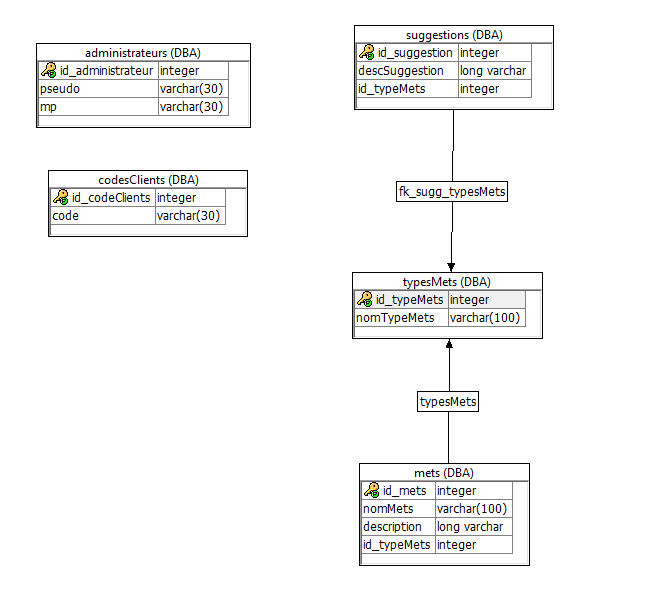 administrateurs (DBA)
id_administrateur integer
pseudo varchar(30)
mp varchar(30)
codesClients (DBA)
id_codeClients integer
code varchar(30)
suggestions (DBA)
id_suggestion integer
descSuggestion long varchar
id_typeMets integer
fk_sugg_typesMets
typesMets (DBA)
id_typeMets integer
nomTypeMets varchar(100)
typesMets
mets (DBA)
id_mets integer
nomMets varchar(100)
description long varchar
id_typeMets integer